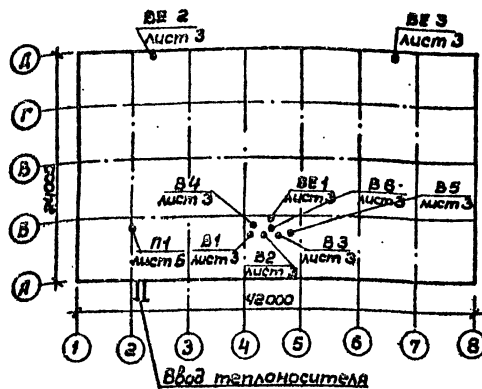 ВЕ 2
лист 3
ВЕ 3
лист 3
Д
Г
В
В
А
24000
В4
лист 3
ВЕ1
лист 3
В6
лист 3
В5
лист 3
П1
лист 6
В1
лист 3
В2
лист 3
В3
лист 3
42000
1
2
3
4
5
6
7
8
Ввод теплоносителя